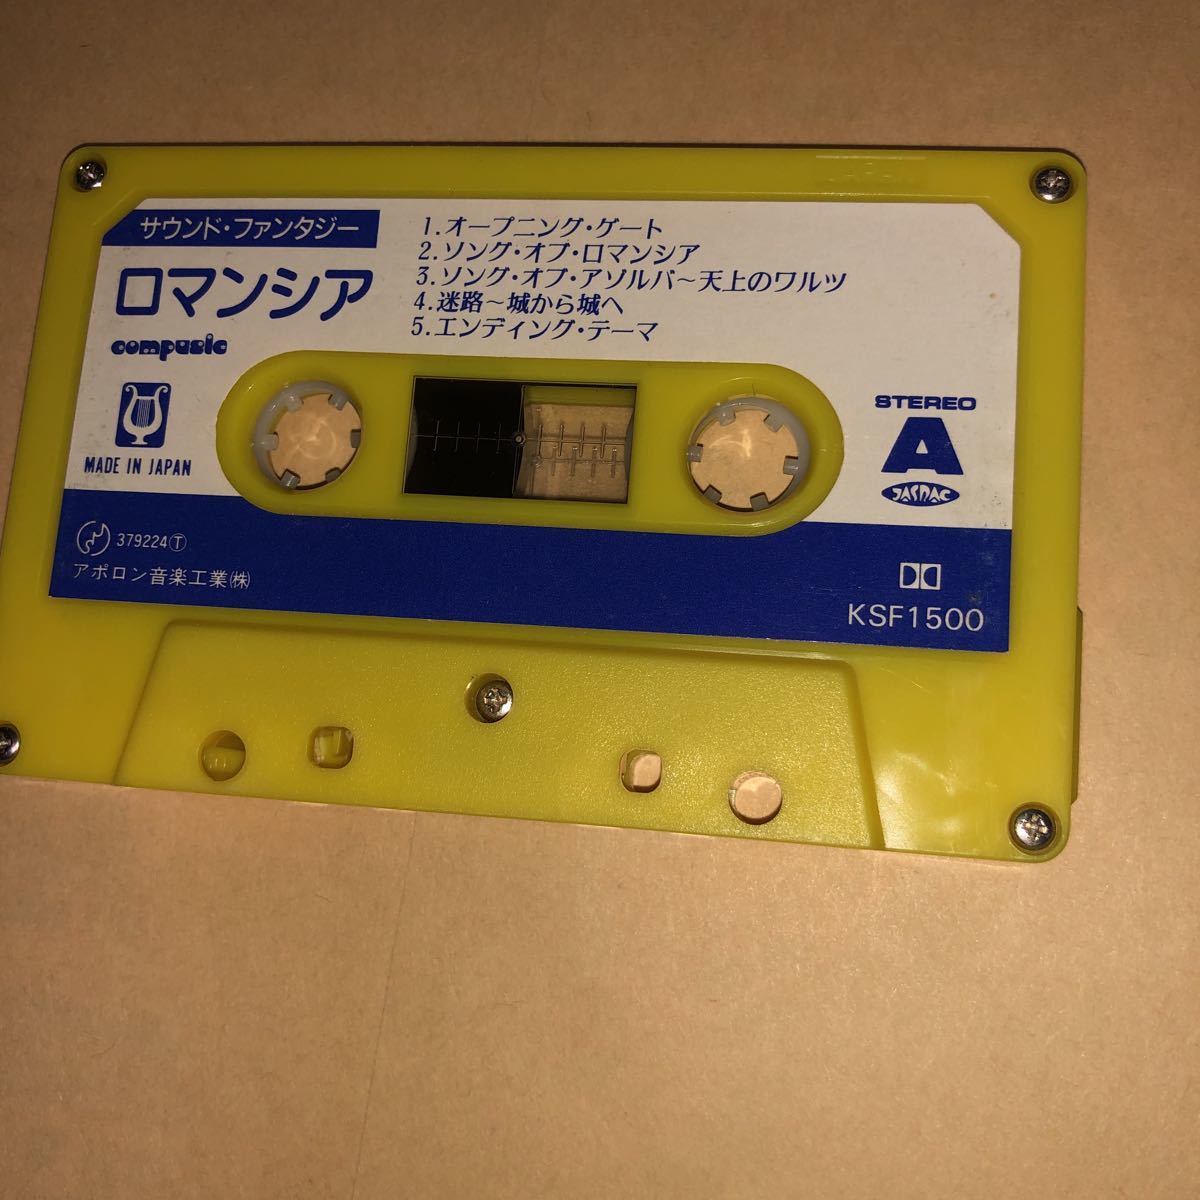 サウンド・ファンタジー
ロマンシア
compusic
MADE IN JAPAN
1.オープニング・ゲート
2.ソング・オブ・ロマンシア
3.ソング・オブ・アゾルバ〜天上のワルツ
4.迷路〜城から城へ
5.エンディング・テーマ
STEREO
A
JASRAC
379224Ⓣ
アポロン音楽工業㈱
KSF1500